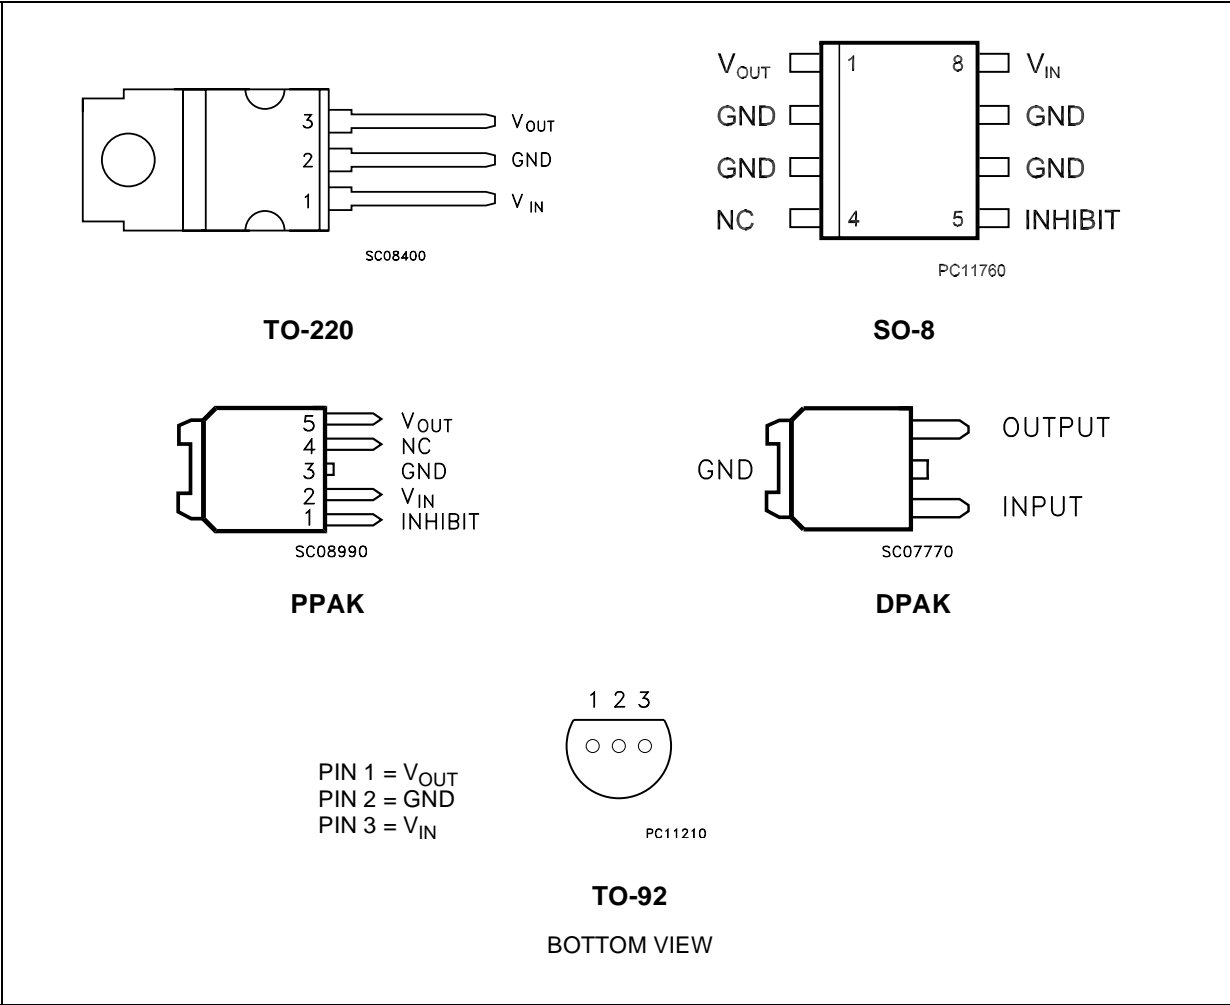 3 V_OUT
2 GND
1 V_IN
SC08400
TO-220
V_OUT 1 8 V_IN
GND GND
GND GND
NC 4 5 INHIBIT
PC11760
SO-8
5 V_OUT
4 NC
3 GND
2 V_IN
1 INHIBIT
SC08990
PPAK
OUTPUT
GND
INPUT
SC07770
DPAK
1 2 3
PIN 1 = V_OUT
PIN 2 = GND
PIN 3 = V_IN
PC11210
TO-92
BOTTOM VIEW